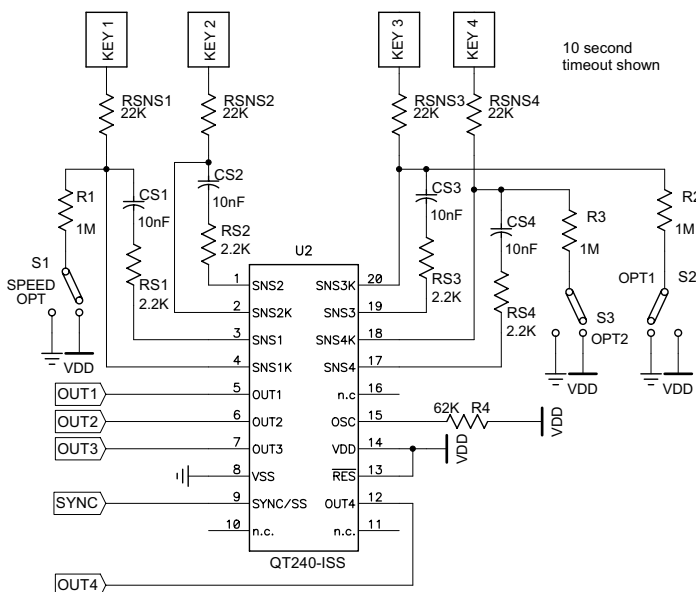 KEY 1
KEY 2
KEY 3
KEY 4
10 second
timeout shown
RSNS1
22K
RSNS2
22K
RSNS3
22K
RSNS4
22K
R1
1M
CS1
10nF
CS2
10nF
CS3
10nF
CS4
10nF
R3
1M
R2
1M
RS1
2.2K
RS2
2.2K
RS3
2.2K
RS4
2.2K
S1
SPEED
OPT
VDD
OPT1
S2
S3
OPT2
VDD
VDD
U2
1 SNS2
2 SNS2K
3 SNS1
4 SNS1K
5 OUT1
6 OUT2
7 OUT3
8 VSS
9 SYNC/SS
10 n.c.
SNS3K 20
SNS3 19
SNS4K 18
SNS4 17
n.c 16
OSC 15
VDD 14
RES 13
OUT4 12
n.c. 11
QT240-ISS
OUT1
OUT2
OUT3
SYNC
OUT4
62K R4
VDD
VDD